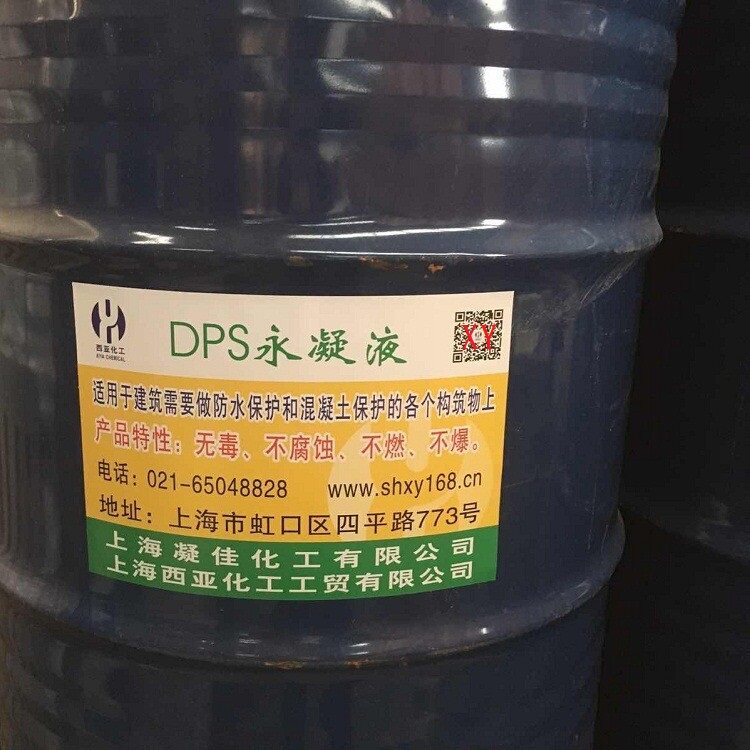 西亚化工
XIYA CHEMICAL
DPS永凝液
XY
适用于建筑需要做防水保护和混凝土保护的各个构筑物上
产品特性：无毒、不腐蚀、不燃、不爆。
电话：021-65048828 www.shxy168.cn
地址：上海市虹口区四平路773号
上海凝佳化工有限公司
上海西亚化工工贸有限公司